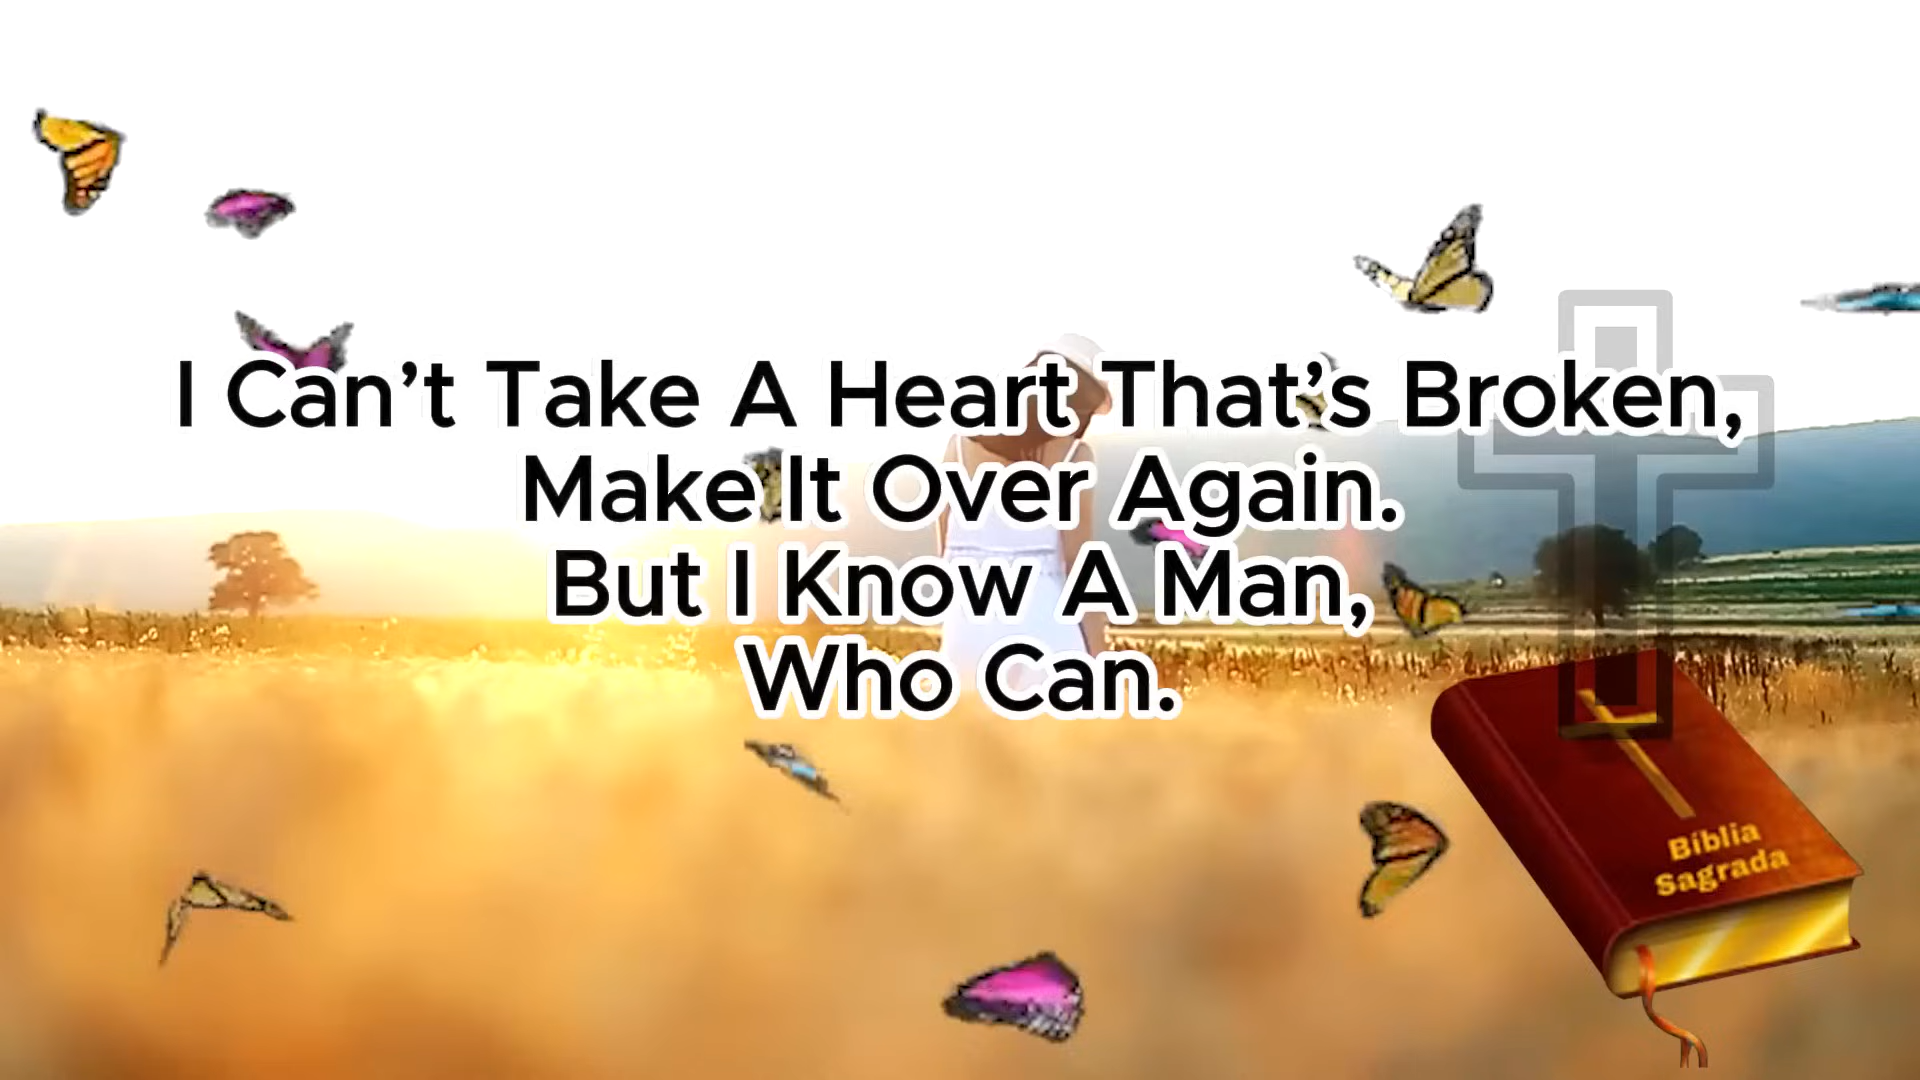 I Can’t Take A Heart That’s Broken,
Make It Over Again.
But I Know A Man,
Who Can.
Bíblia
Sagrada